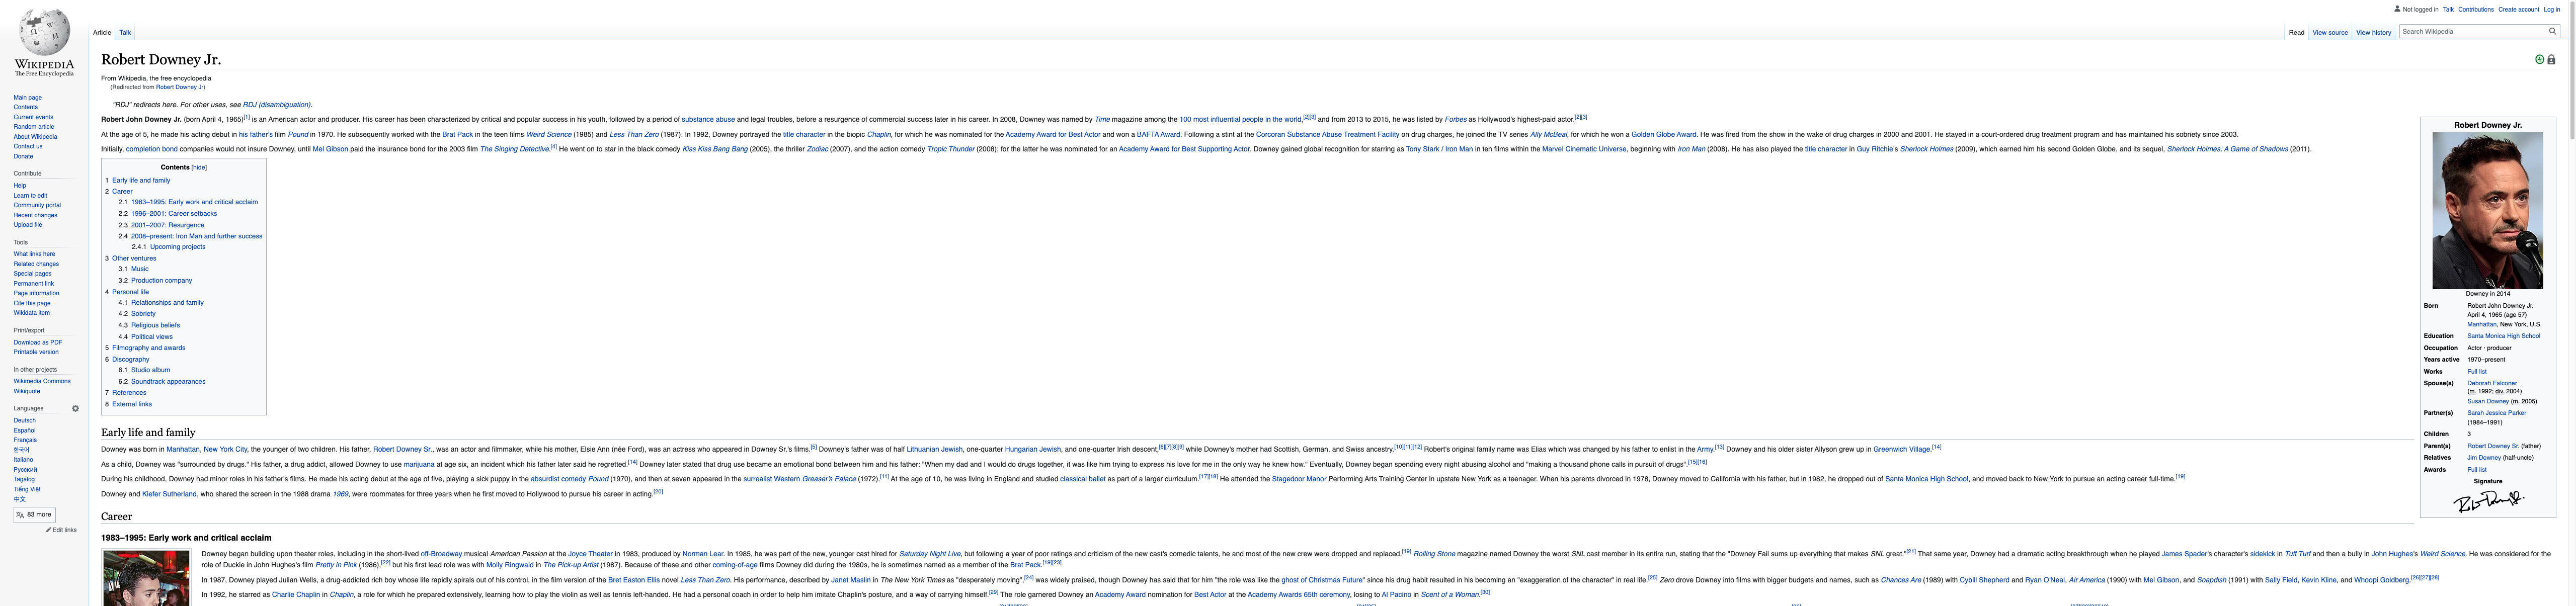 Not logged in Talk Contributions Create account Log in
Article Talk
Read View source View history Search Wikipedia
WIKIPEDIA
The Free Encyclopedia
Main page
Contents
Current events
Random article
About Wikipedia
Contact us
Donate
Contribute
Help
Learn to edit
Community portal
Recent changes
Upload file
Tools
What links here
Related changes
Special pages
Permanent link
Page information
Cite this page
Wikidata item
Print/export
Download as PDF
Printable version
In other projects
Wikimedia Commons
Wikiquote
Languages
Deutsch
Español
Français
한국어
Italiano
Русский
Tagalog
Tiếng Việt
中文
83 more
Edit links
Robert Downey Jr.
From Wikipedia, the free encyclopedia
(Redirected from Robert Downey Jr)
"RDJ" redirects here. For other uses, see RDJ (disambiguation).
Robert John Downey Jr. (born April 4, 1965)[1] is an American actor and producer. His career has been characterized by critical and popular success in his youth, followed by a period of substance abuse and legal troubles, before a resurgence of commercial success later in his career. In 2008, Downey was named by Time magazine among the 100 most influential people in the world,[2][3] and from 2013 to 2015, he was listed by Forbes as Hollywood's highest-paid actor.[2][3]
At the age of 5, he made his acting debut in his father's film Pound in 1970. He subsequently worked with the Brat Pack in the teen films Weird Science (1985) and Less Than Zero (1987). In 1992, Downey portrayed the title character in the biopic Chaplin, for which he was nominated for the Academy Award for Best Actor and won a BAFTA Award. Following a stint at the Corcoran Substance Abuse Treatment Facility on drug charges, he joined the TV series Ally McBeal, for which he won a Golden Globe Award. He was fired from the show in the wake of drug charges in 2000 and 2001. He stayed in a court-ordered drug treatment program and has maintained his sobriety since 2003.
Initially, completion bond companies would not insure Downey, until Mel Gibson paid the insurance bond for the 2003 film The Singing Detective.[4] He went on to star in the black comedy Kiss Kiss Bang Bang (2005), the thriller Zodiac (2007), and the action comedy Tropic Thunder (2008); for the latter he was nominated for an Academy Award for Best Supporting Actor. Downey gained global recognition for starring as Tony Stark / Iron Man in ten films within the Marvel Cinematic Universe, beginning with Iron Man (2008). He has also played the title character in Guy Ritchie's Sherlock Holmes (2009), which earned him his second Golden Globe, and its sequel, Sherlock Holmes: A Game of Shadows (2011).
Contents [hide]
1 Early life and family
2 Career
2.1 1983–1995: Early work and critical acclaim
2.2 1996–2001: Career setbacks
2.3 2001–2007: Resurgence
2.4 2008–present: Iron Man and further success
2.4.1 Upcoming projects
3 Other ventures
3.1 Music
3.2 Production company
4 Personal life
4.1 Relationships and family
4.2 Sobriety
4.3 Religious beliefs
4.4 Political views
5 Filmography and awards
6 Discography
6.1 Studio album
6.2 Soundtrack appearances
7 References
8 External links
Robert Downey Jr.
Downey in 2014
Born Robert John Downey Jr.
April 4, 1965 (age 57)
Manhattan, New York, U.S.
Education Santa Monica High School
Occupation Actor · producer
Years active 1970–present
Works Full list
Spouse(s) Deborah Falconer
(m. 1992; div. 2004)
Susan Downey (m. 2005)
Partner(s) Sarah Jessica Parker
(1984–1991)
Children 3
Parent(s) Robert Downey Sr. (father)
Relatives Jim Downey (half-uncle)
Awards Full list
Signature
Early life and family
Downey was born in Manhattan, New York City, the younger of two children. His father, Robert Downey Sr., was an actor and filmmaker, while his mother, Elsie Ann (née Ford), was an actress who appeared in Downey Sr.'s films.[5] Downey's father was of half Lithuanian Jewish, one-quarter Hungarian Jewish, and one-quarter Irish descent,[6][7][8][9] while Downey's mother had Scottish, German, and Swiss ancestry.[10][11][12] Robert's original family name was Elias which was changed by his father to enlist in the Army.[13] Downey and his older sister Allyson grew up in Greenwich Village.[14]
As a child, Downey was "surrounded by drugs." His father, a drug addict, allowed Downey to use marijuana at age six, an incident which his father later said he regretted.[14] Downey later stated that drug use became an emotional bond between him and his father: "When my dad and I would do drugs together, it was like him trying to express his love for me in the only way he knew how." Eventually, Downey began spending every night abusing alcohol and "making a thousand phone calls in pursuit of drugs".[15][16]
During his childhood, Downey had minor roles in his father's films. He made his acting debut at the age of five, playing a sick puppy in the absurdist comedy Pound (1970), and then at seven appeared in the surrealist Western Greaser's Palace (1972).[11] At the age of 10, he was living in England and studied classical ballet as part of a larger curriculum.[17][18] He attended the Stagedoor Manor Performing Arts Training Center in upstate New York as a teenager. When his parents divorced in 1978, Downey moved to California with his father, but in 1982, he dropped out of Santa Monica High School, and moved back to New York to pursue an acting career full-time.[19]
Downey and Kiefer Sutherland, who shared the screen in the 1988 drama 1969, were roommates for three years when he first moved to Hollywood to pursue his career in acting.[20]
Career
1983–1995: Early work and critical acclaim
Downey began building upon theater roles, including in the short-lived off-Broadway musical American Passion at the Joyce Theater in 1983, produced by Norman Lear. In 1985, he was part of the new, younger cast hired for Saturday Night Live, but following a year of poor ratings and criticism of the new cast's comedic talents, he and most of the new crew were dropped and replaced.[19] Rolling Stone magazine named Downey the worst SNL cast member in its entire run, stating that the "Downey Fail sums up everything that makes SNL great."[21] That same year, Downey had a dramatic acting breakthrough when he played James Spader's character's sidekick in Tuff Turf and then a bully in John Hughes's Weird Science. He was considered for the
role of Duckie in John Hughes's film Pretty in Pink (1986),[22] but his first lead role was with Molly Ringwald in The Pick-up Artist (1987). Because of these and other coming-of-age films Downey did during the 1980s, he is sometimes named as a member of the Brat Pack.[19][23]
In 1987, Downey played Julian Wells, a drug-addicted rich boy whose life rapidly spirals out of his control, in the film version of the Bret Easton Ellis novel Less Than Zero. His performance, described by Janet Maslin in The New York Times as "desperately moving",[24] was widely praised, though Downey has said that for him "the role was like the ghost of Christmas Future" since his drug habit resulted in his becoming an "exaggeration of the character" in real life.[25] Zero drove Downey into films with bigger budgets and names, such as Chances Are (1989) with Cybill Shepherd and Ryan O'Neal, Air America (1990) with Mel Gibson, and Soapdish (1991) with Sally Field, Kevin Kline, and Whoopi Goldberg.[26][27][28]
In 1992, he starred as Charlie Chaplin in Chaplin, a role for which he prepared extensively, learning how to play the violin as well as tennis left-handed. He had a personal coach in order to help him imitate Chaplin's posture, and a way of carrying himself.[29] The role garnered Downey an Academy Award nomination for Best Actor at the Academy Awards 65th ceremony, losing to Al Pacino in Scent of a Woman.[30]